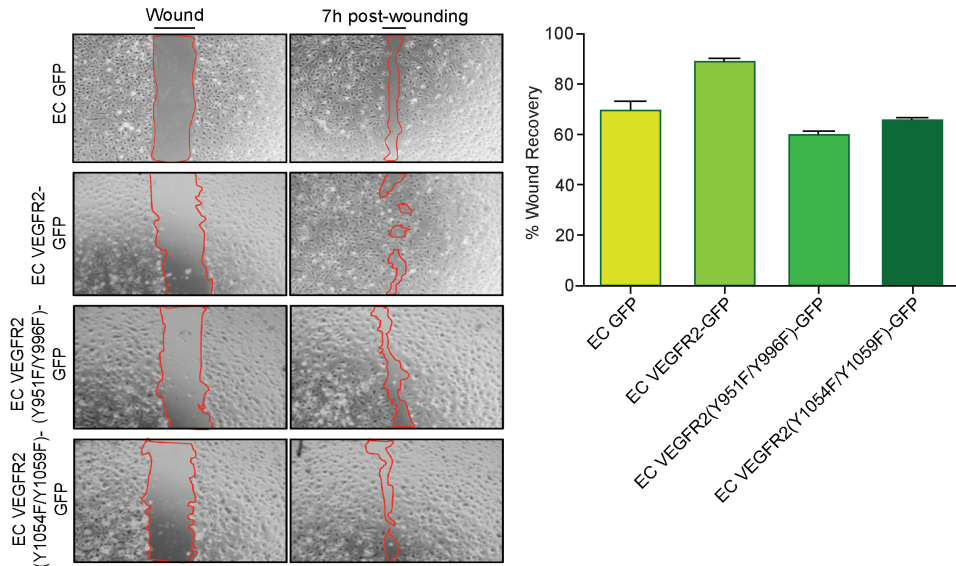 Wound
7h post-wounding
EC GFP
EC VEGFR2-
GFP
EC VEGFR2
(Y951F/Y996F)-
GFP
EC VEGFR2
(Y1054F/Y1059F)-
GFP
% Wound Recovery
100
80
60
40
20
0
EC GFP
EC VEGFR2-GFP
EC VEGFR2(Y951F/Y996F)-GFP
EC VEGFR2(Y1054F/Y1059F)-GFP